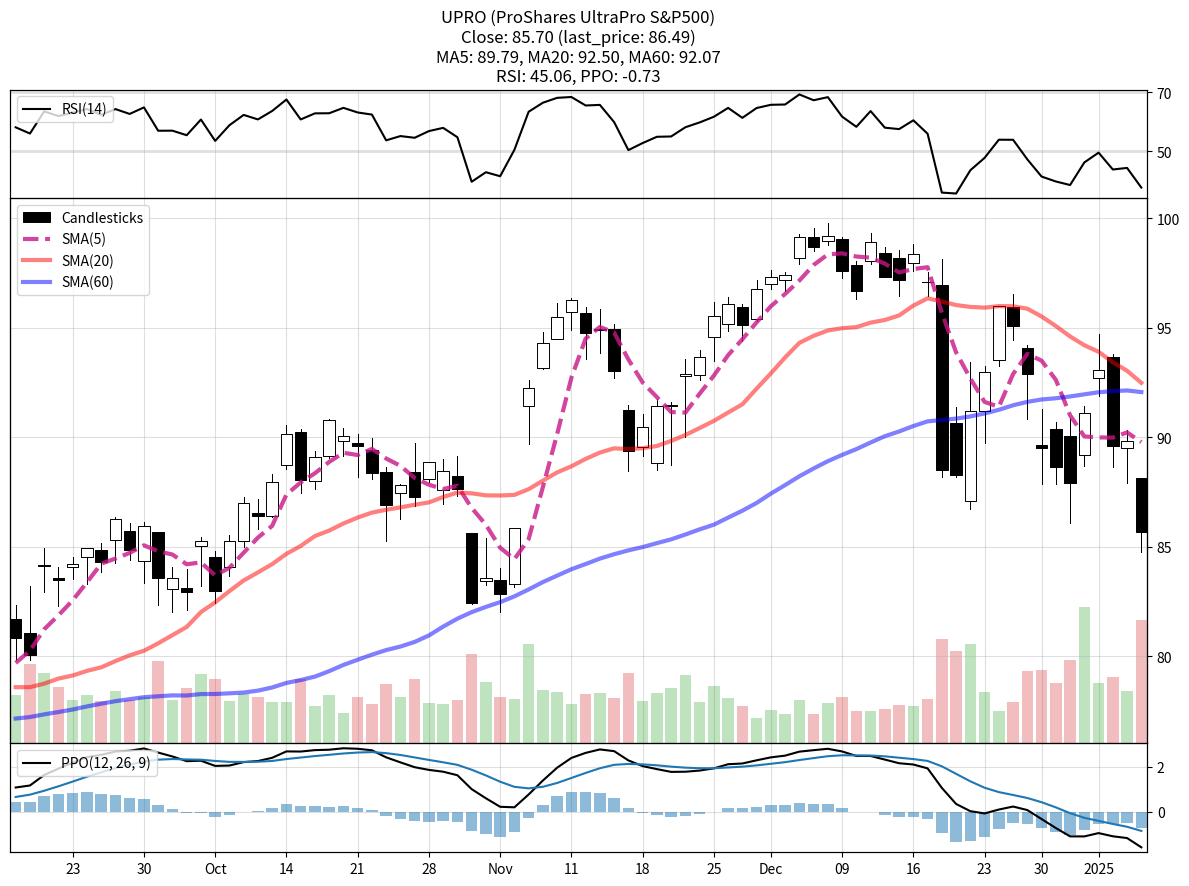 UPRO (ProShares UltraPro S&P500)
Close: 85.70 (last_price: 86.49)
MA5: 89.79, MA20: 92.50, MA60: 92.07
RSI: 45.06, PPO: -0.73
RSI(14)
70
50
Candlesticks
SMA(5)
SMA(20)
SMA(60)
100
95
90
85
80
PPO(12, 26, 9)
2
0
23 30 Oct 14 21 28 Nov 11 18 25 Dec 09 16 23 30 2025